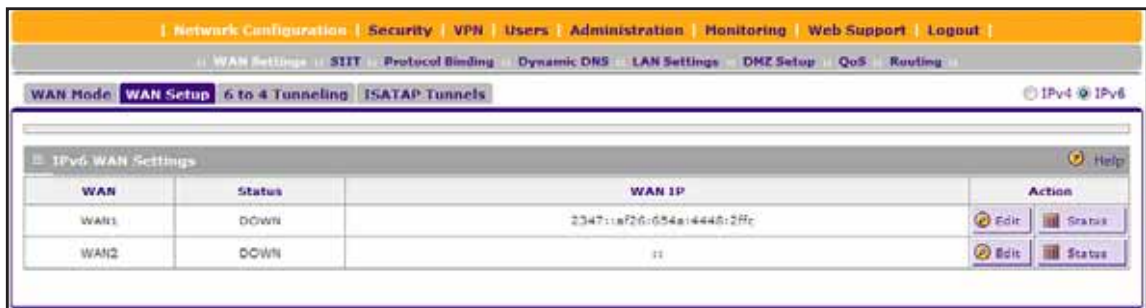 | Network Configuration | Security | VPN | Users | Administration | Monitoring | Web Support | Logout |
:: WAN Settings :: SIIT :: Protocol Binding :: Dynamic DNS :: LAN Settings :: DMZ Setup :: QoS :: Routing ::
WAN Mode WAN Setup 6 to 4 Tunneling ISATAP Tunnels IPv4 IPv6
IPv6 WAN Settings Help
WAN Status WAN IP Action
WAN1 DOWN 2347::af26:654a:4446:2ffc Edit Status
WAN2 DOWN :: Edit Status